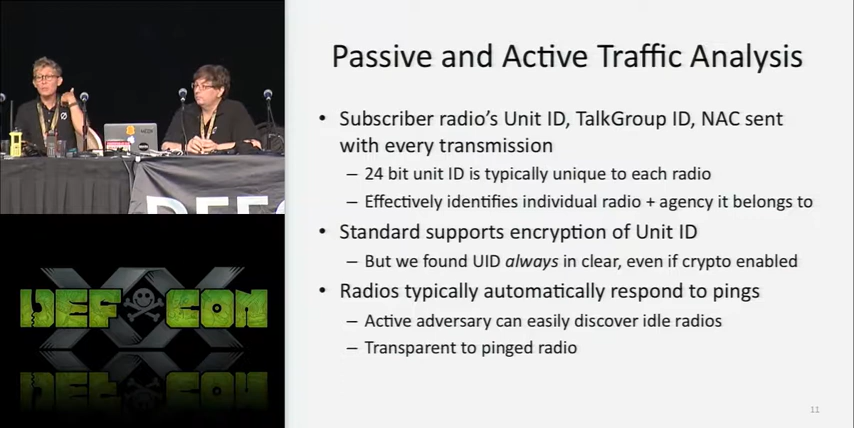 Passive and Active Traffic Analysis
• Subscriber radio's Unit ID, TalkGroup ID, NAC sent
with every transmission
– 24 bit unit ID is typically unique to each radio
– Effectively identifies individual radio + agency it belongs to
• Standard supports encryption of Unit ID
– But we found UID always in clear, even if crypto enabled
• Radios typically automatically respond to pings
– Active adversary can easily discover idle radios
– Transparent to pinged radio
DEF CON
11